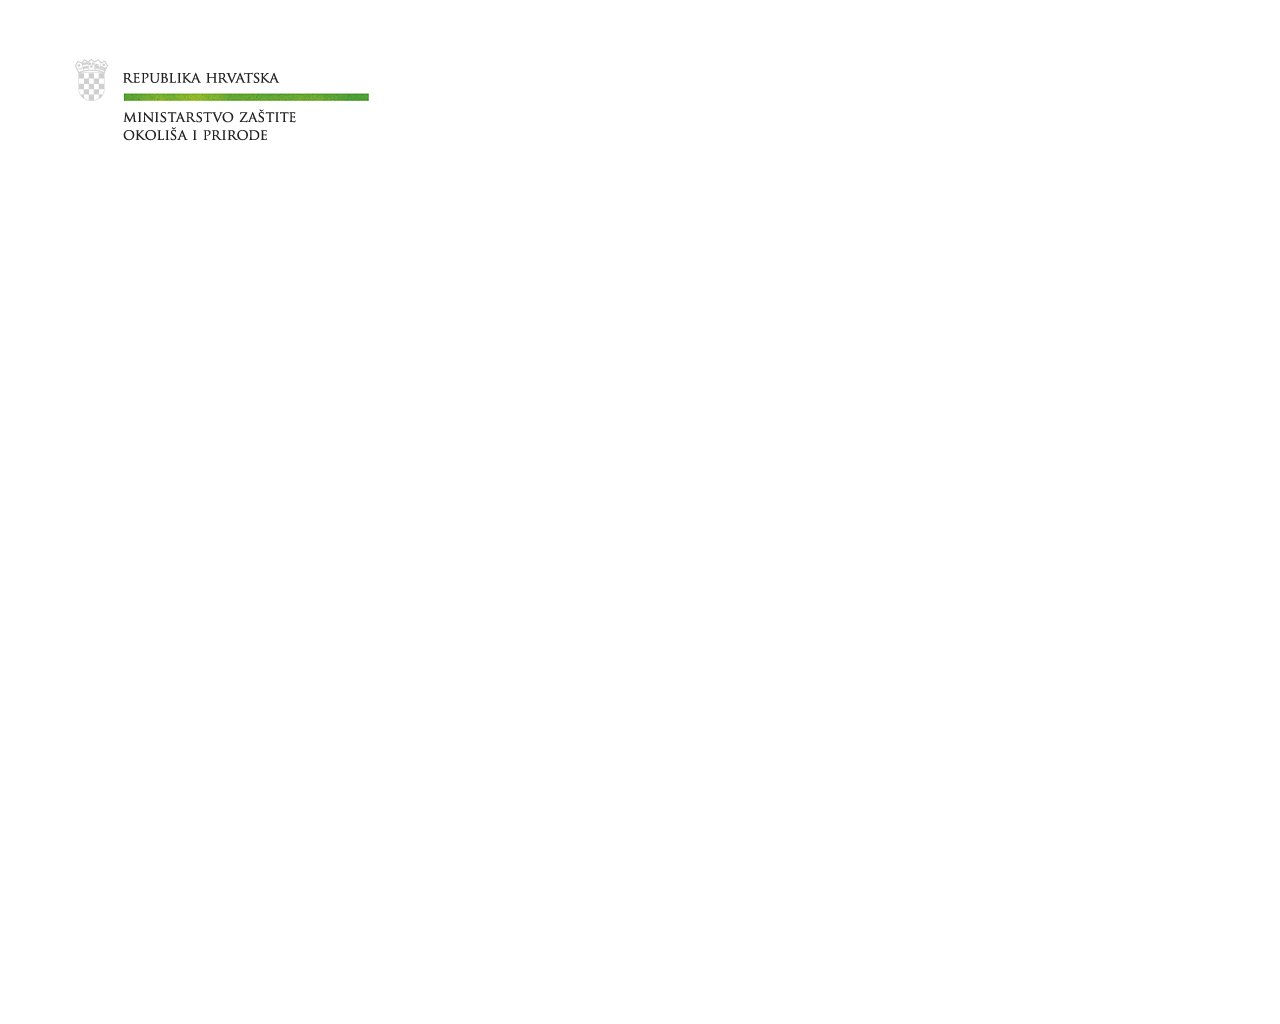 REPUBLIKA HRVATSKA
MINISTARSTVO ZAŠTITE
OKOLIŠA I PRIRODE